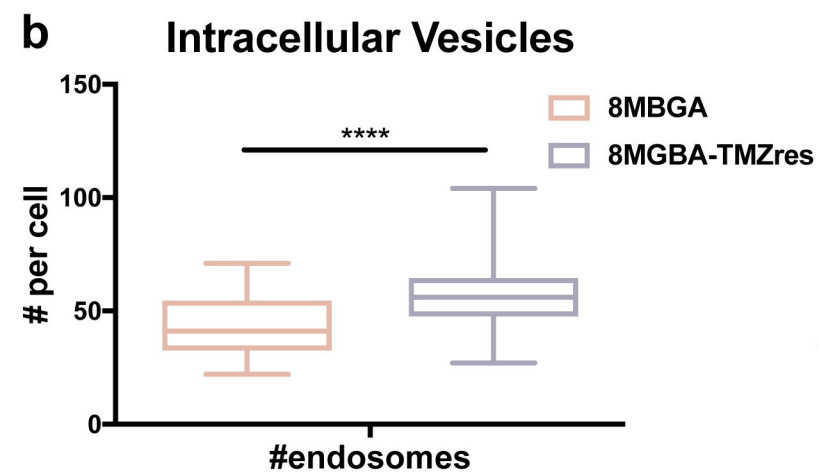 b
Intracellular Vesicles
150
100
50
0
# per cell
****
8MBGA
8MGBA-TMZres
#endosomes